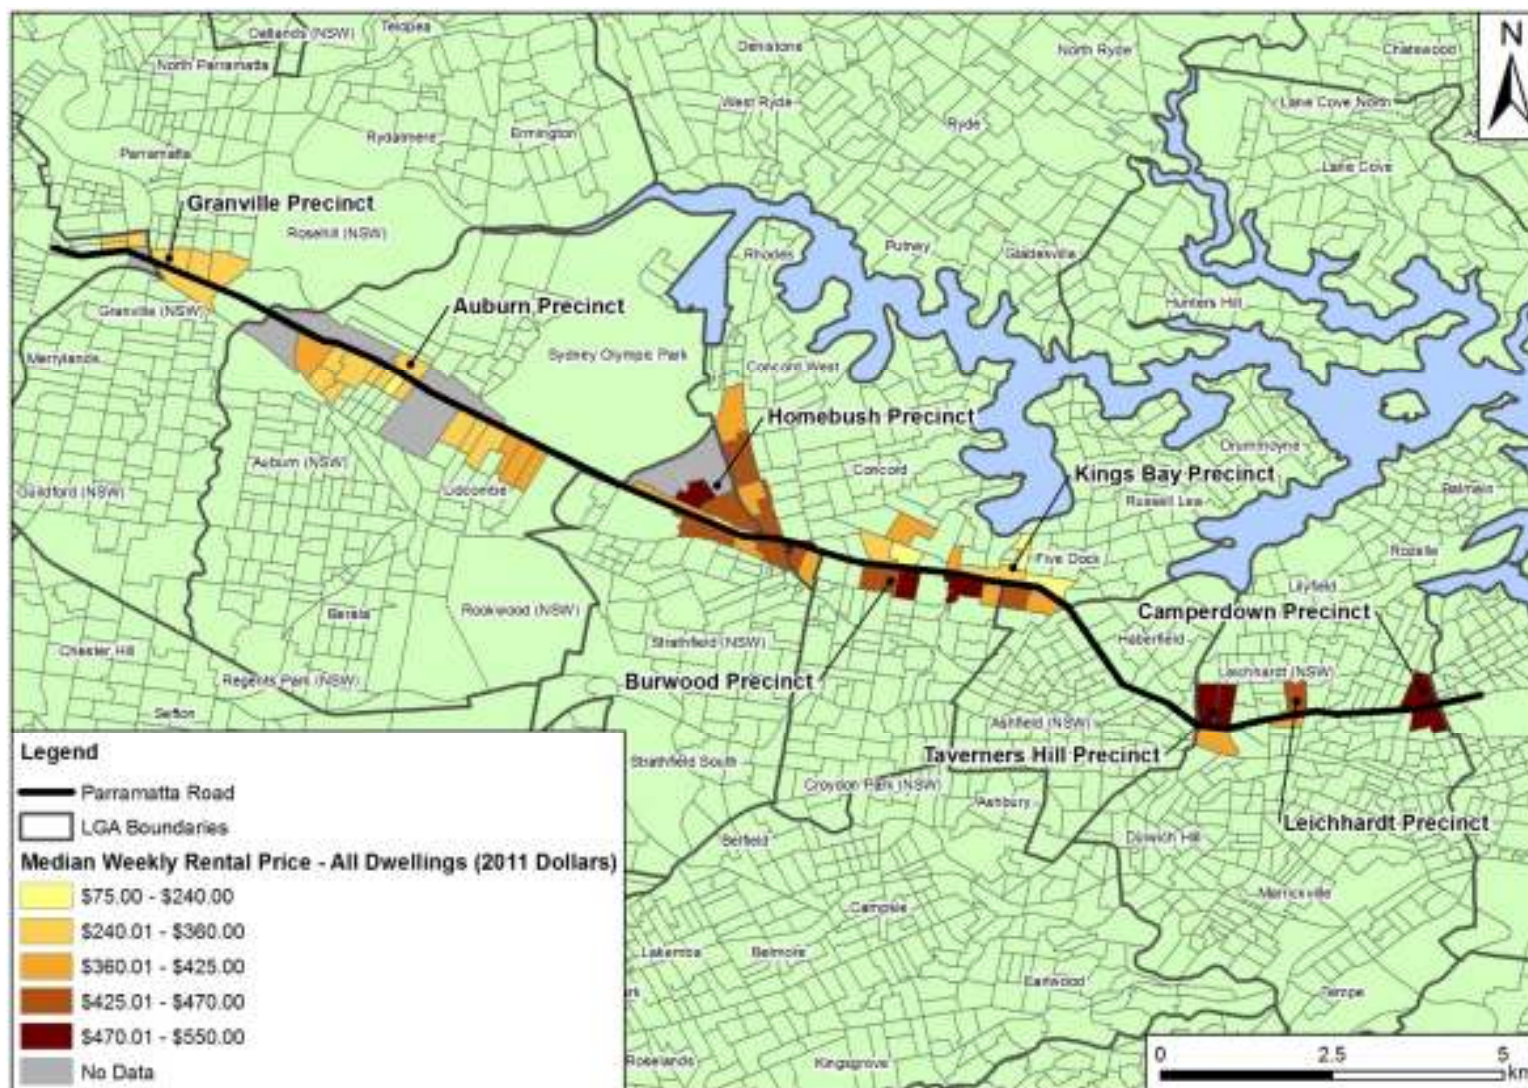 Oatlands (NSW)
Telopea
Denistone
North Ryde
Chatswood
N
North Parramatta
West Ryde
Lane Cove North
Rydalmere
Ermington
Ryde
Parramatta
Lane Cove
Granville Precinct
Rosehill (NSW)
Rhodes
Putney
Gladesville
Hunters Hill
Auburn Precinct
Granville (NSW)
Merrylands
Sydney Olympic Park
Concord West
Homebush Precinct
Drummoyne
Auburn (NSW)
Concord
Kings Bay Precinct
Guildford (NSW)
Lidcombe
Russell Lea
Balmain
Five Dock
Rozelle
Lilyfield
Berala
Rookwood (NSW)
Camperdown Precinct
Chester Hill
Strathfield (NSW)
Haberfield
Regents Park (NSW)
Burwood Precinct
Leichhardt (NSW)
Sefton
Ashfield (NSW)
Taverners Hill Precinct
Strathfield South
Croydon Park (NSW)
Ashbury
Leichhardt Precinct
Belfield
Dulwich Hill
Marrickville
Campsie
Lakemba
Belmore
Earlwood
Tempe
Roselands
Kingsgrove
Legend
Parramatta Road
LGA Boundaries
Median Weekly Rental Price - All Dwellings (2011 Dollars)
$75.00 - $240.00
$240.01 - $360.00
$360.01 - $425.00
$425.01 - $470.00
$470.01 - $550.00
No Data
0 2.5 5
km